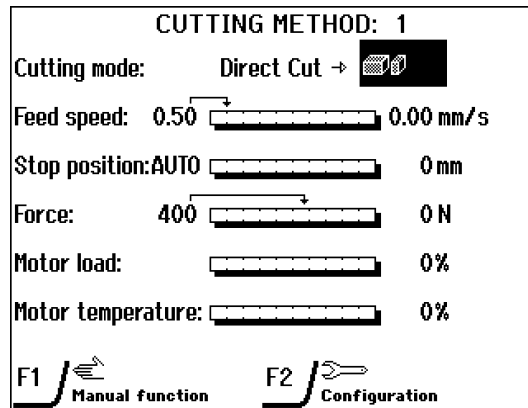 CUTTING METHOD: 1
Cutting mode: Direct Cut
Feed speed: 0.50 0.00 mm/s
Stop position: AUTO 0 mm
Force: 400 0 N
Motor load: 0%
Motor temperature: 0%
F1 Manual function F2 Configuration